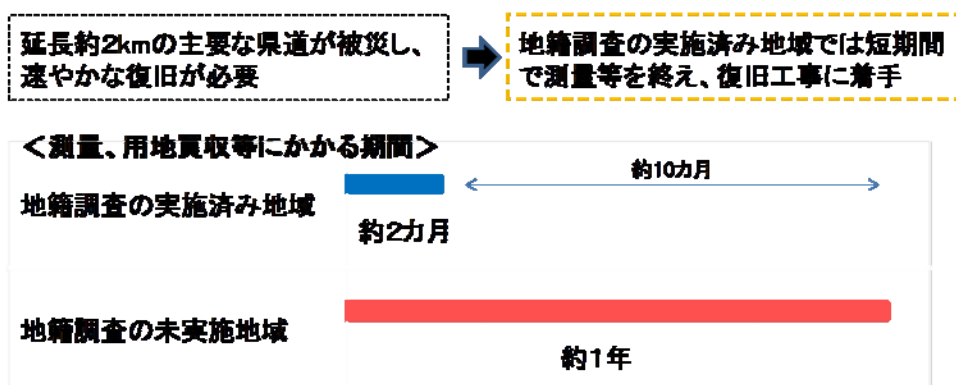 延長約2kmの主要な県道が被災し、
速やかな復旧が必要
地籍調査の実施済み地域では短期間
で測量等を終え、復旧工事に着手
＜測量、用地買収等にかかる期間＞
約10カ月
地籍調査の実施済み地域
約2カ月
地籍調査の未実施地域
約1年